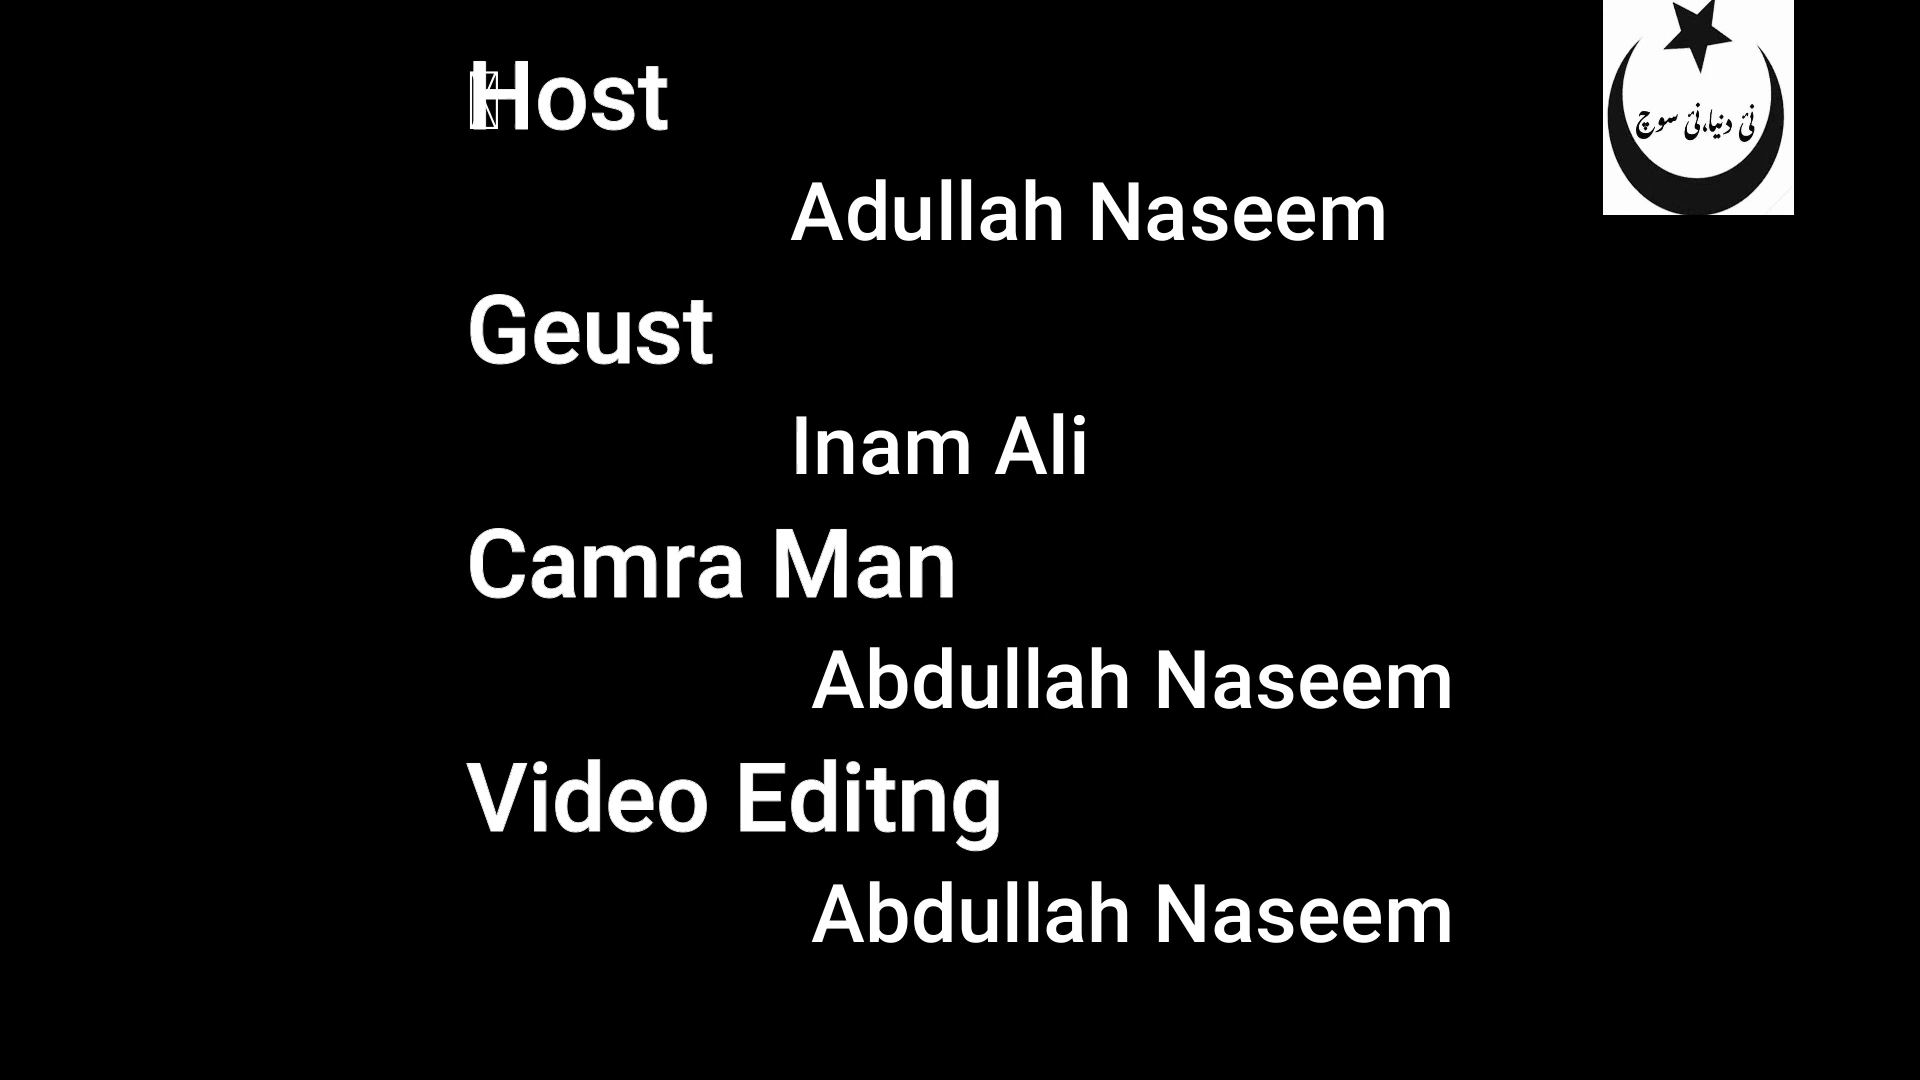 Host
نئی دنیا،نئی سوچ
Adullah Naseem
Geust
Inam Ali
Camra Man
Abdullah Naseem
Video Editng
Abdullah Naseem